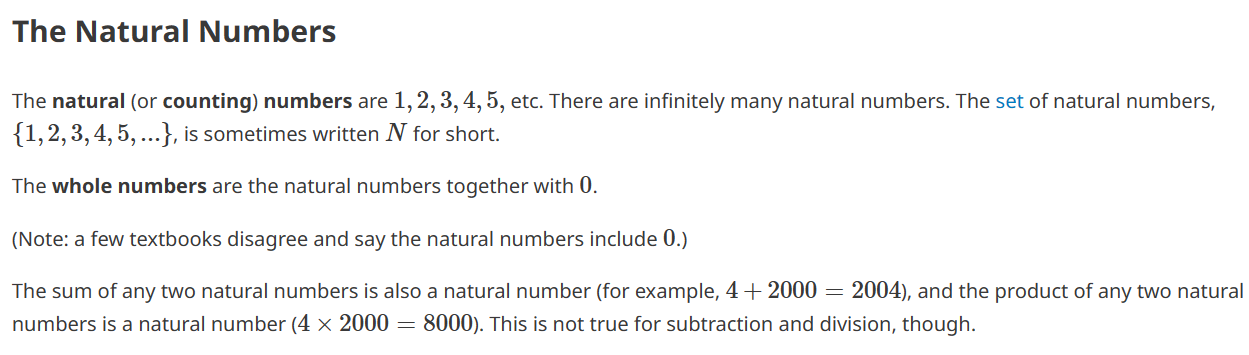 The Natural Numbers
The natural (or counting) numbers are 1, 2, 3, 4, 5, etc. There are infinitely many natural numbers. The set of natural numbers,
{1, 2, 3, 4, 5, ...}, is sometimes written N for short.
The whole numbers are the natural numbers together with 0.
(Note: a few textbooks disagree and say the natural numbers include 0.)
The sum of any two natural numbers is also a natural number (for example, 4 + 2000 = 2004), and the product of any two natural
numbers is a natural number (4 × 2000 = 8000). This is not true for subtraction and division, though.